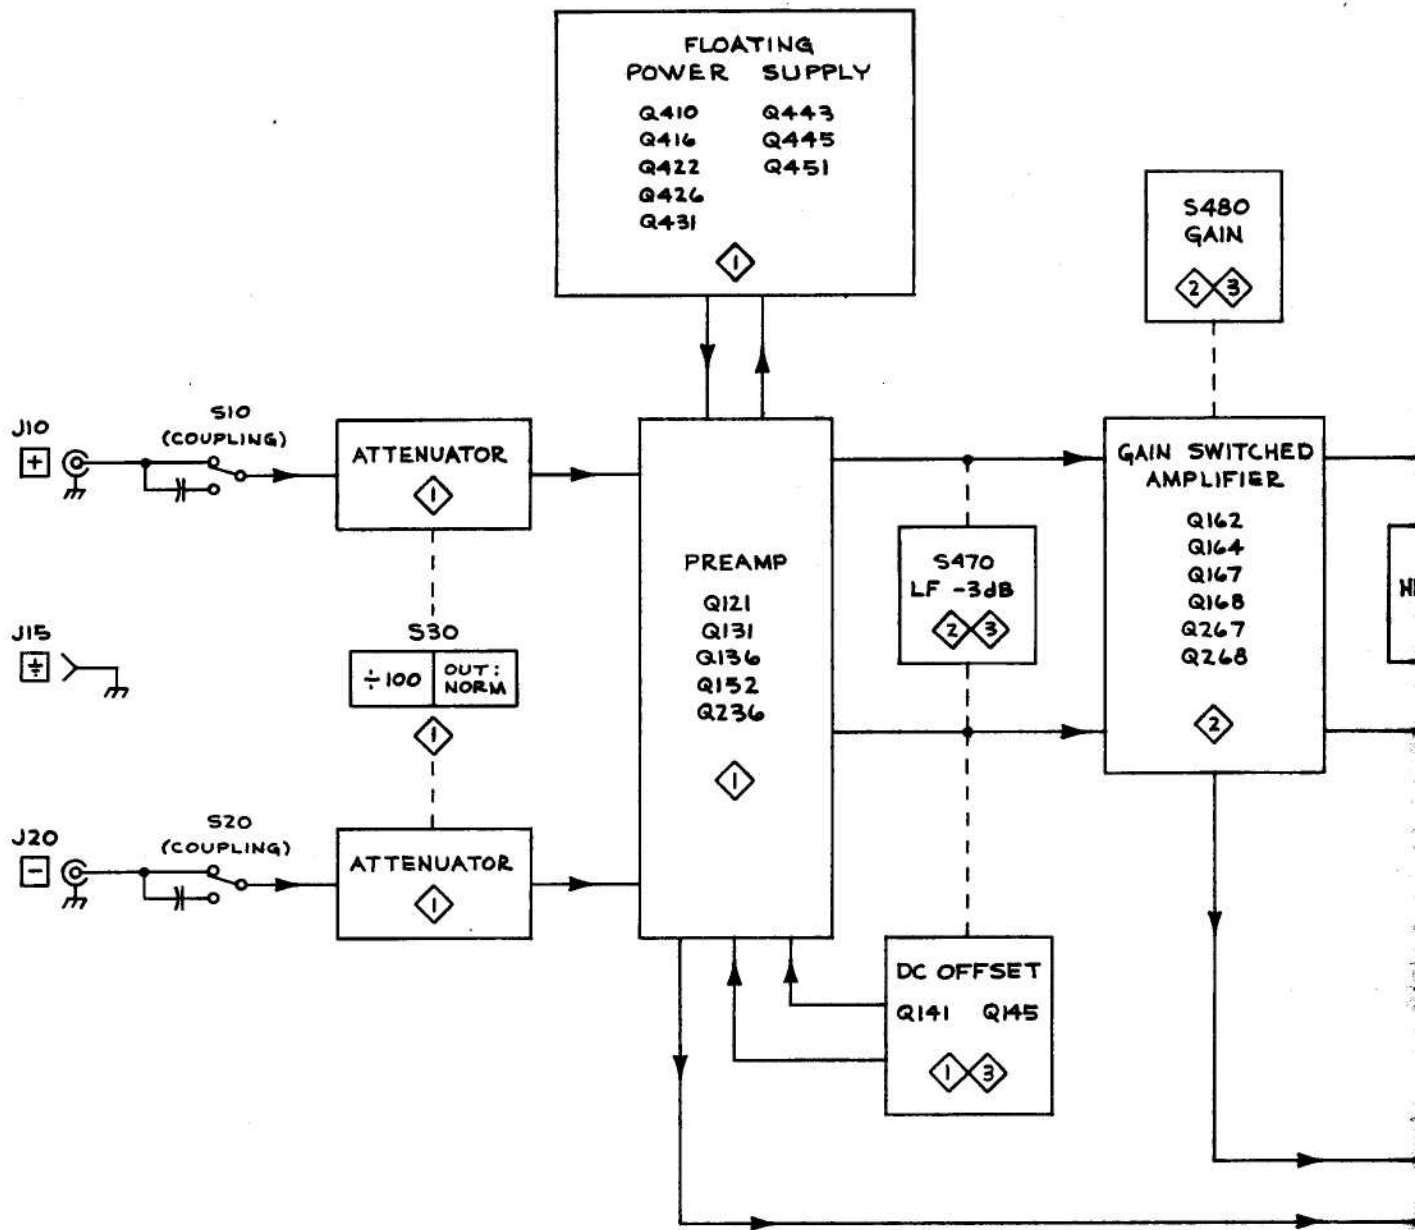 FLOATING
POWER SUPPLY
Q410 Q443
Q416 Q445
Q422 Q451
Q426
Q431
1
S480
GAIN
2 3
J10
+
S10
(COUPLING)
ATTENUATOR
1
GAIN SWITCHED
AMPLIFIER
Q162
Q164
Q167
Q168
Q267
Q268
2
PREAMP
Q121
Q131
Q136
Q152
Q236
1
S470
LF -3dB
2 3
J15
S30
÷100
OUT:
NORM
1
J20
−
S20
(COUPLING)
ATTENUATOR
1
DC OFFSET
Q141 Q145
1 3